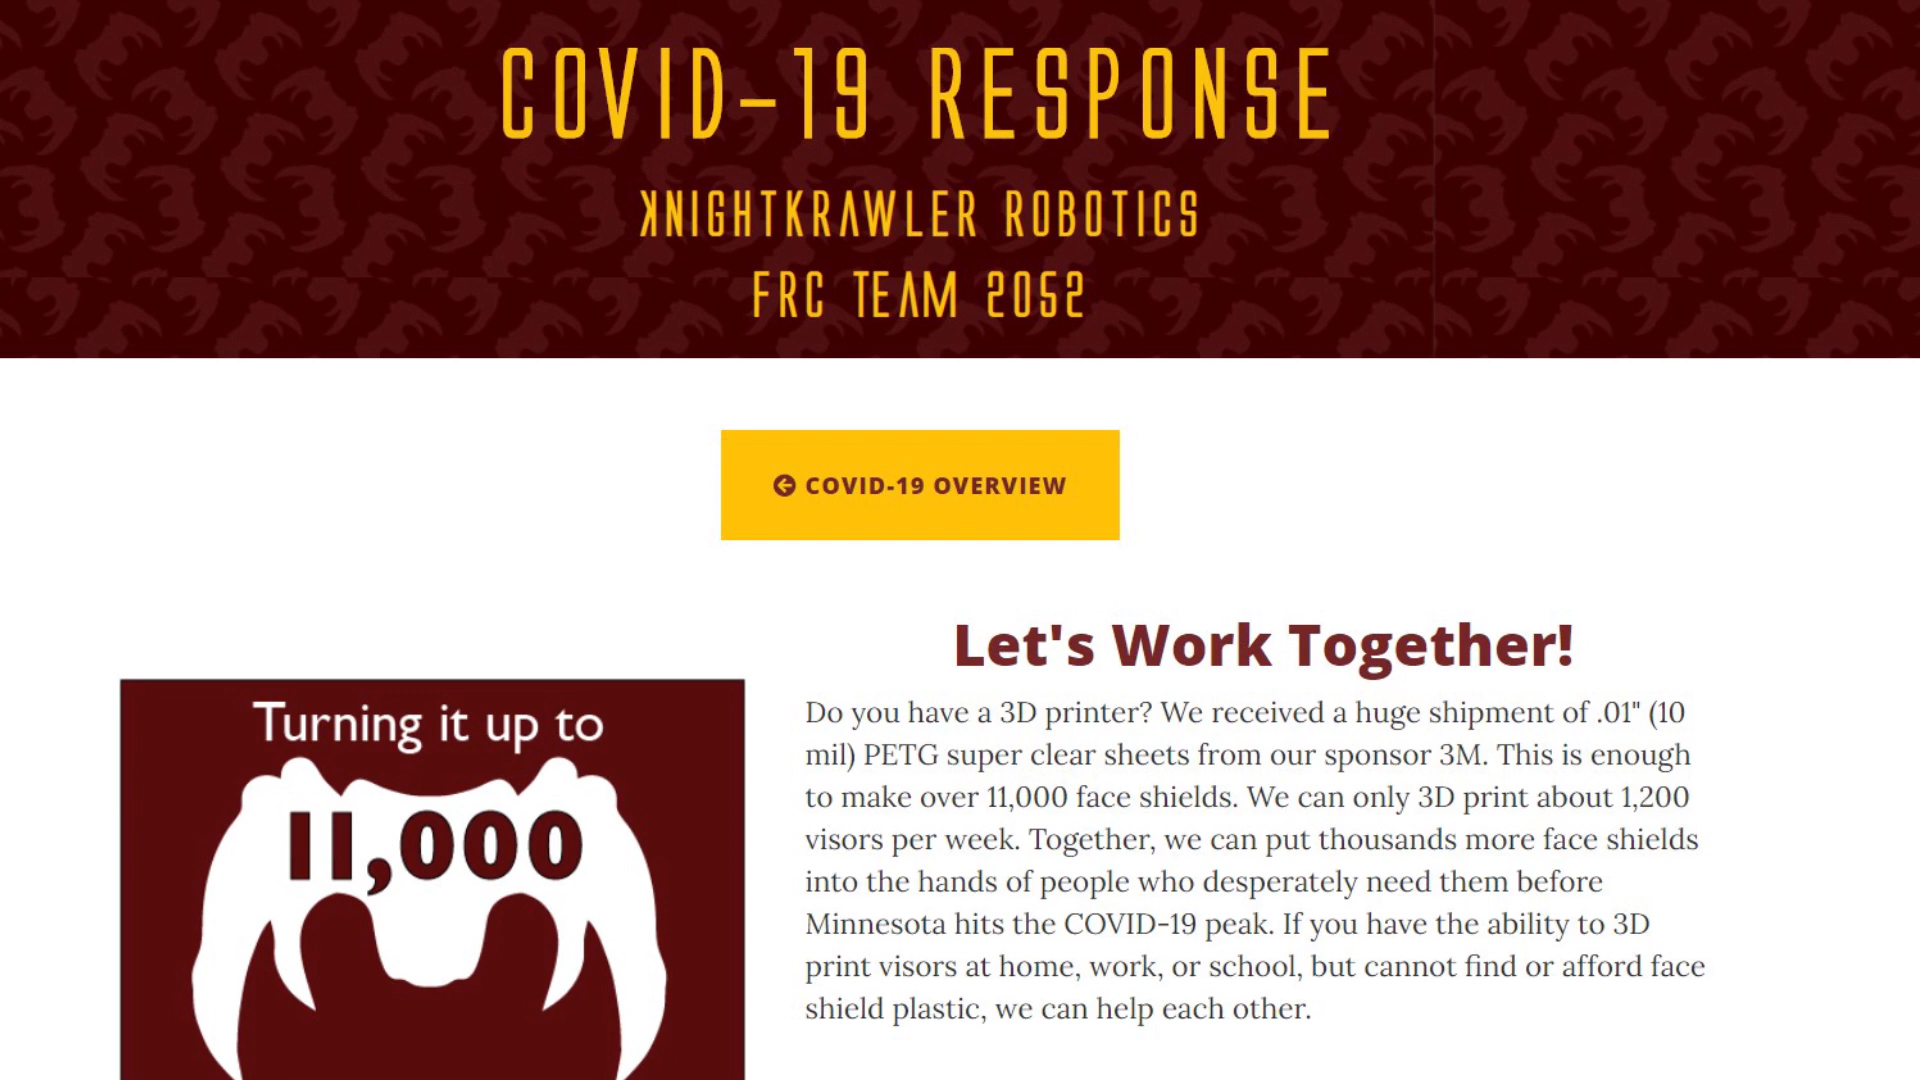 COVID-19 RESPONSE
KNIGHTKRAWLER ROBOTICS
FRC TEAM 2052
COVID-19 OVERVIEW
Let's Work Together!
Turning it up to
11,000
Do you have a 3D printer? We received a huge shipment of .01" (10
mil) PETG super clear sheets from our sponsor 3M. This is enough
to make over 11,000 face shields. We can only 3D print about 1,200
visors per week. Together, we can put thousands more face shields
into the hands of people who desperately need them before
Minnesota hits the COVID-19 peak. If you have the ability to 3D
print visors at home, work, or school, but cannot find or afford face
shield plastic, we can help each other.